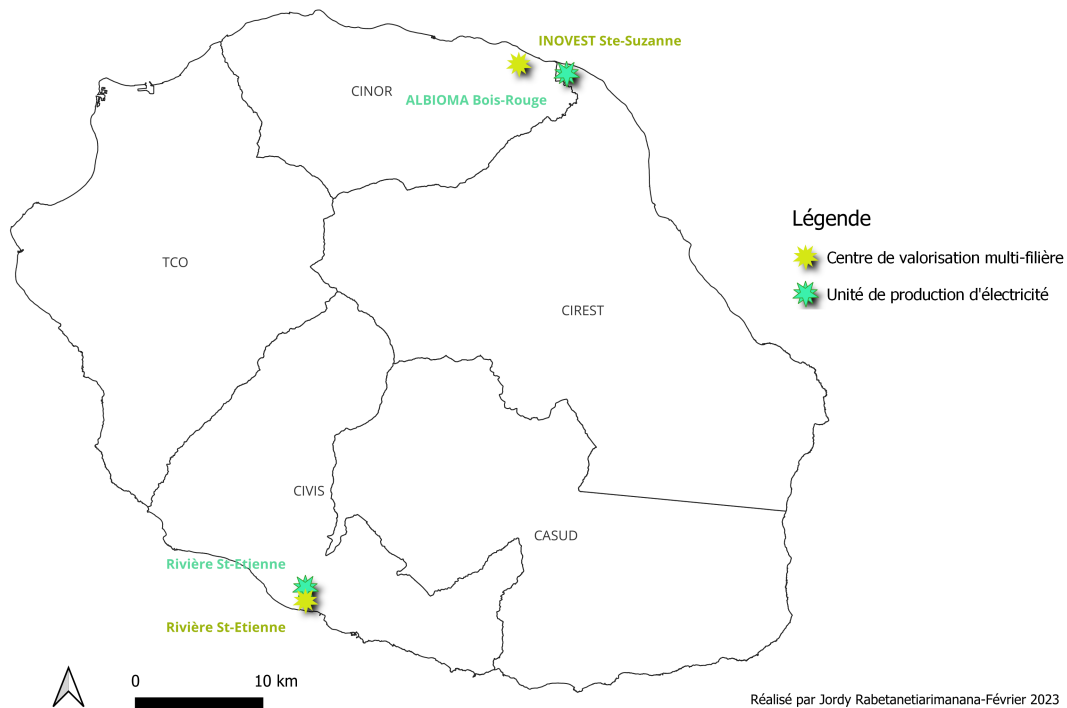 INOVEST Ste-Suzanne
CINOR
ALBIOMA Bois-Rouge
Légende
Centre de valorisation multi-filière
Unité de production d'électricité
TCO
CIREST
CIVIS
CASUD
Rivière St-Etienne
Rivière St-Etienne
0 10 km
Réalisé par Jordy Rabetanetiarimanana-Février 2023